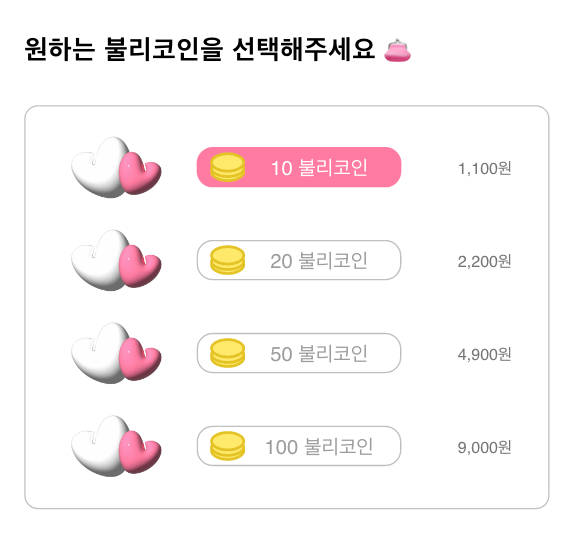 원하는 불리코인을 선택해주세요 👛
10 불리코인 1,100원
20 불리코인 2,200원
50 불리코인 4,900원
100 불리코인 9,000원